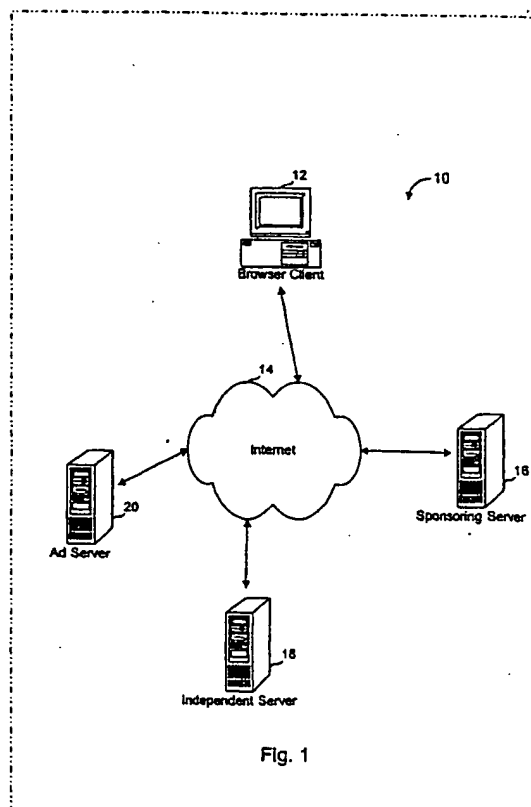 12
10
Browser Client
14
Internet
16
Sponsoring Server
20
Ad Server
18
Independent Server
Fig. 1